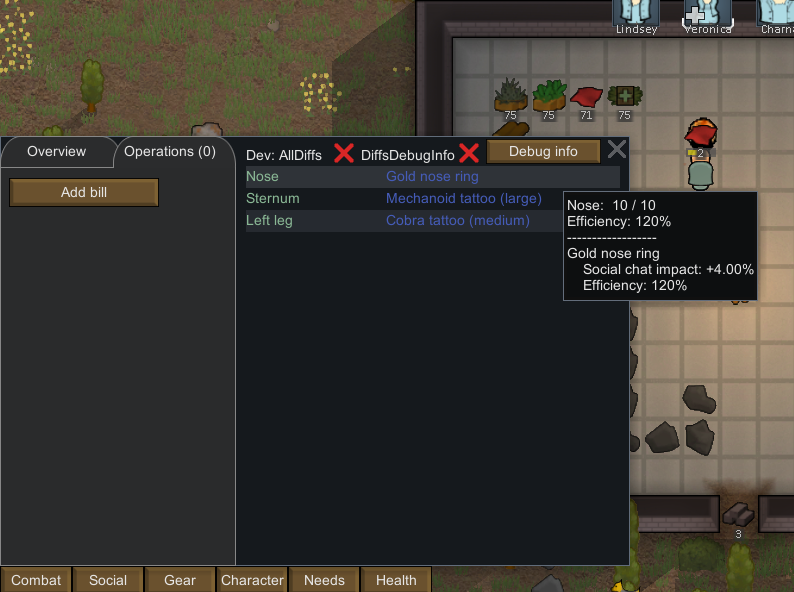 Lindsey
Veronica
Charna
75
75
71
75
2
Overview
Operations (0)
Dev: AllDiffs
DiffsDebugInfo
Debug info
Add bill
Nose
Gold nose ring
Sternum
Mechanoid tattoo (large)
Left leg
Cobra tattoo (medium)
Nose: 10 / 10
Efficiency: 120%
------------------
Gold nose ring
Social chat impact: +4.00%
Efficiency: 120%
3
Combat
Social
Gear
Character
Needs
Health